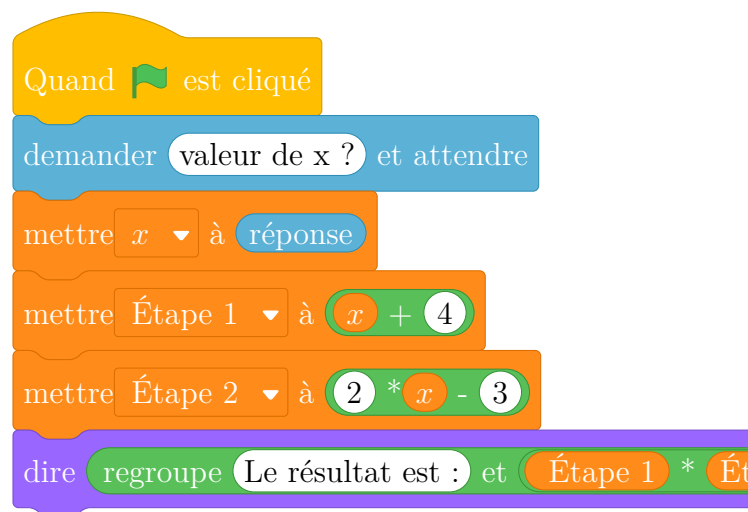 Quand est cliqué
demander valeur de x ? et attendre
mettre x à réponse
mettre Étape 1 à x + 4
mettre Étape 2 à 2 * x - 3
dire regroupe Le résultat est : et Étape 1 *